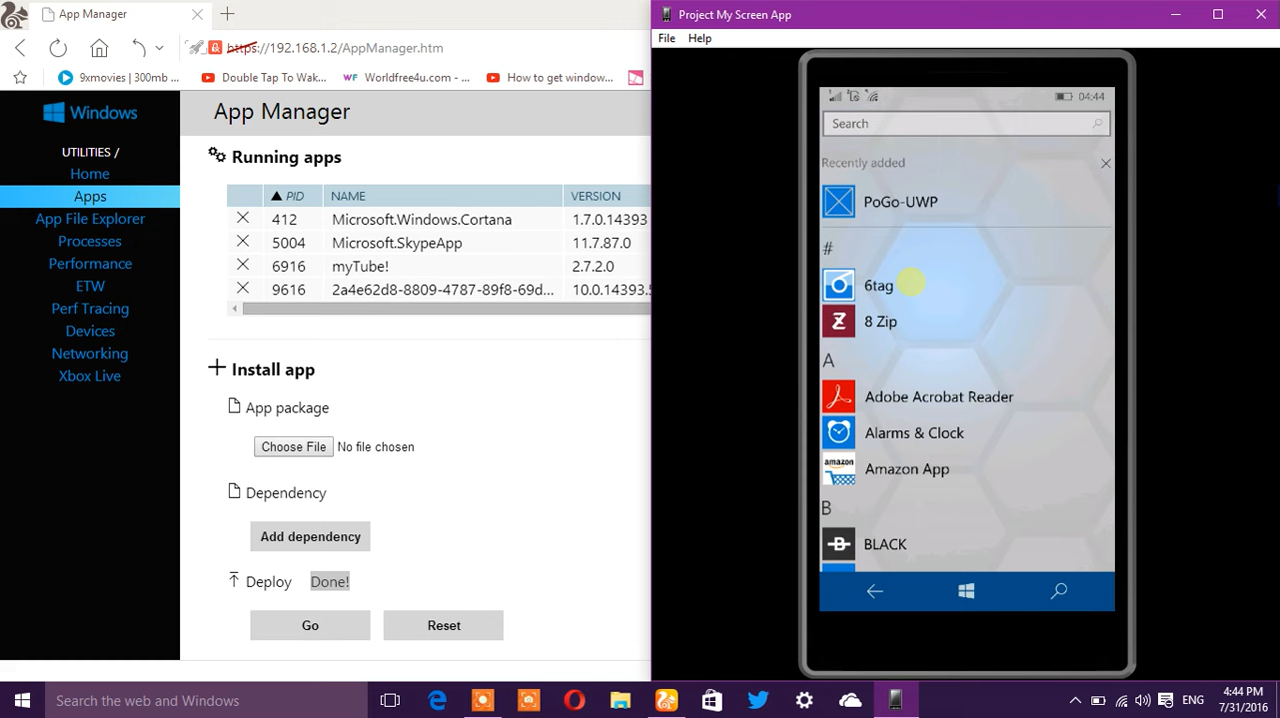 App Manager
https://192.168.1.2/AppManager.htm
9xmovies | 300mb ...
Double Tap To Wak...
WF Worldfree4u.com - ...
How to get window...
Windows
UTILITIES /
Home
Apps
App File Explorer
Processes
Performance
ETW
Perf Tracing
Devices
Networking
Xbox Live
App Manager
Running apps
PID NAME VERSION
412 Microsoft.Windows.Cortana 1.7.0.14393
5004 Microsoft.SkypeApp 11.7.87.0
6916 myTube! 2.7.2.0
9616 2a4e62d8-8809-4787-89f8-69d... 10.0.14393.
Install app
App package
Choose File No file chosen
Dependency
Add dependency
Deploy Done!
Go Reset
Project My Screen App
File Help
04:44
Search
Recently added
PoGo-UWP
#
6tag
8 Zip
A
Adobe Acrobat Reader
Alarms & Clock
amazon
Amazon App
B
BLACK
Search the web and Windows
ENG
4:44 PM
7/31/2016